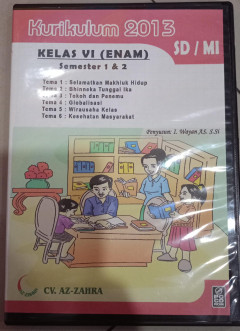 Kurikulum 2013
SD / MI
KELAS VI (ENAM)
Semester 1 & 2
Tema 1 : Selamatkan Makhluk Hidup
Tema 2 : Bhinneka Tunggal Ika
Tema 3 : Tokoh dan Penemu
Tema 4 : Globalisasi
Tema 5 : Wirausaha Kelas
Tema 6 : Kesehatan Masyarakat
Penyusun: I. Wayan AS. S.Si
CV. AZ-ZAHRA